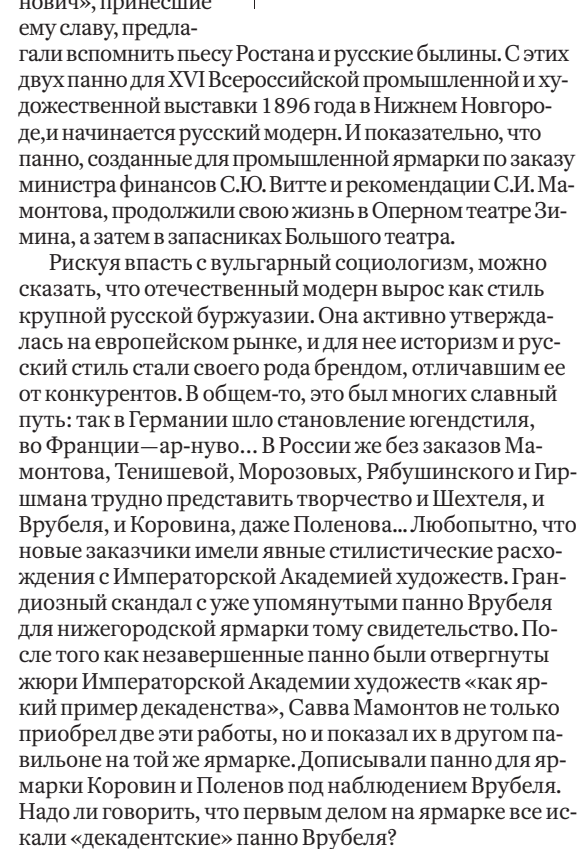 нович», принесшие
ему славу, предла-
гали вспомнить пьесу Ростана и русские былины. С этих
двух панно для XVI Всероссийской промышленной и ху-
дожественной выставки 1896 года в Нижнем Новгоро-
де,и начинается русский модерн. И показательно, что
панно, созданные для промышленной ярмарки по заказу
министра финансов С.Ю. Витте и рекомендации С.И. Ма-
монтова, продолжили свою жизнь в Оперном театре Зи-
мина, а затем в запасниках Большого театра.
Рискуя впасть с вульгарный социологизм, можно
сказать, что отечественный модерн вырос как стиль
крупной русской буржуазии. Она активно утвержда-
лась на европейском рынке, и для нее историзм и рус-
ский стиль стали своего рода брендом, отличавшим ее
от конкурентов. В общем-то, это был многих славный
путь: так в Германии шло становление югендстиля,
во Франции—ар-нуво... В России же без заказов Ма-
монтова, Тенишевой, Морозовых, Рябушинского и Гир-
шмана трудно представить творчество и Шехтеля, и
Врубеля, и Коровина, даже Поленова... Любопытно, что
новые заказчики имели явные стилистические расхо-
ждения с Императорской Академией художеств. Гран-
диозный скандал с уже упомянутыми панно Врубеля
для нижегородской ярмарки тому свидетельство. По-
сле того как незавершенные панно были отвергнуты
жюри Императорской Академии художеств «как яр-
кий пример декаденства», Савва Мамонтов не только
приобрел две эти работы, но и показал их в другом па-
вильоне на той же ярмарке. Дописывали панно для яр-
марки Коровин и Поленов под наблюдением Врубеля.
Надо ли говорить, что первым делом на ярмарке все ис-
кали «декадентские» панно Врубеля?